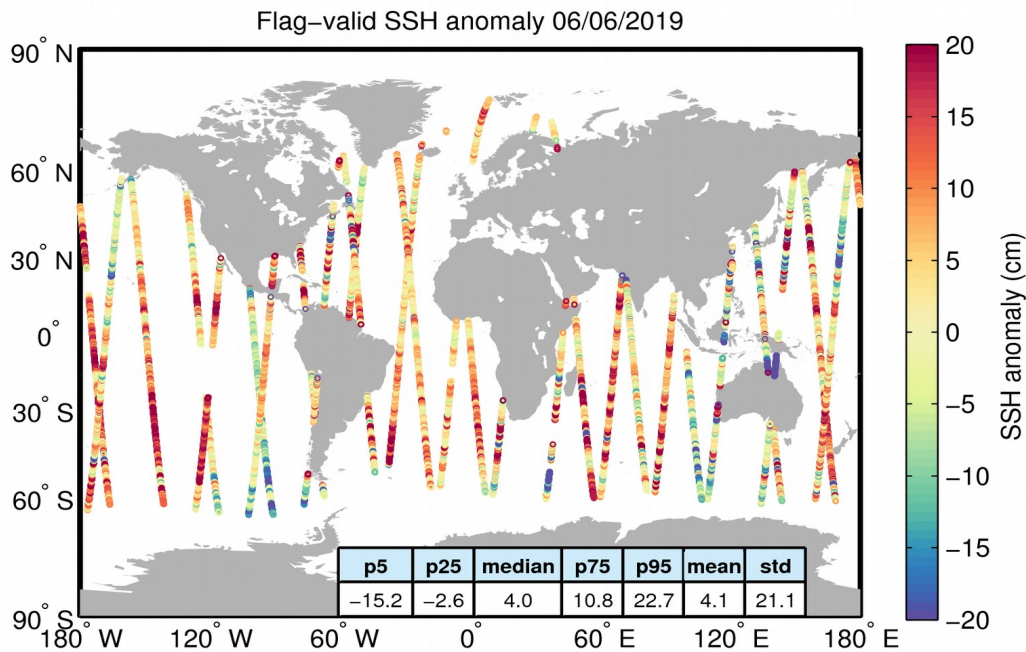 Flag−valid SSH anomaly 06/06/2019
90° N
60° N
30° N
0°
30° S
60° S
90° S
180° W
120° W
60° W
0°
60° E
120° E
180° E
p5 p25 median p75 p95 mean std
−15.2 −2.6 4.0 10.8 22.7 4.1 21.1
20
15
10
5
0
−5
−10
−15
−20
SSH anomaly (cm)